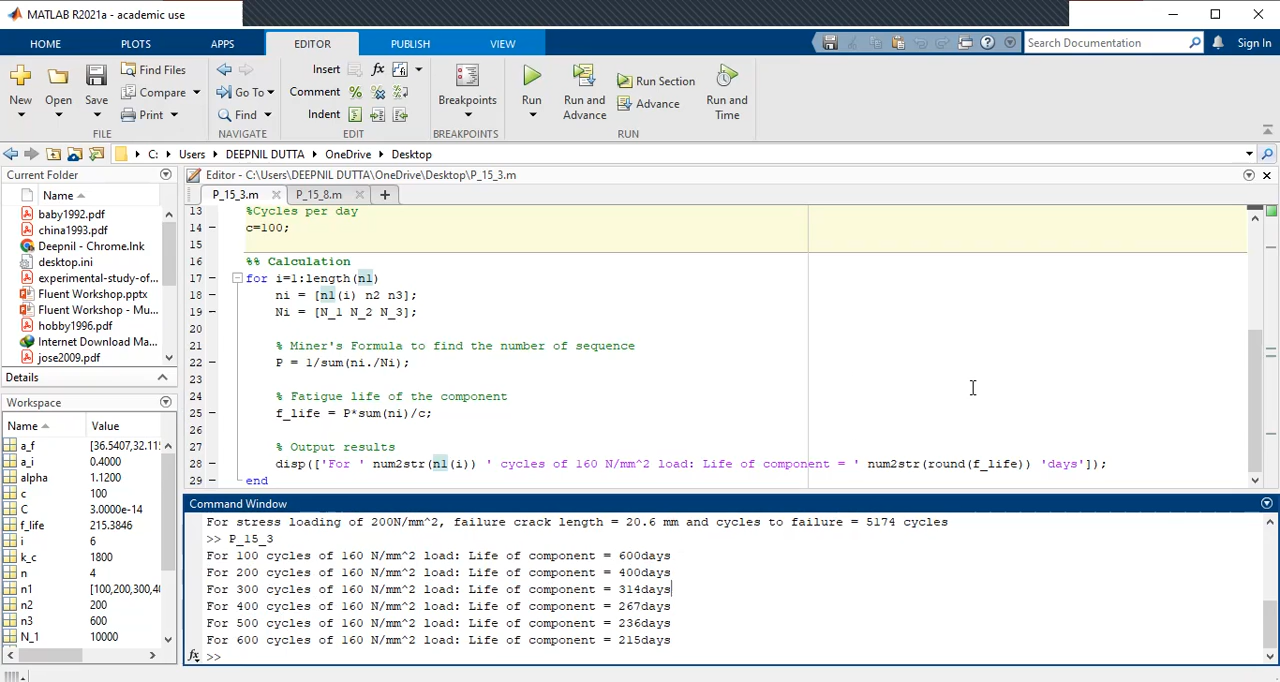 MATLAB R2021a - academic use
HOME PLOTS APPS EDITOR PUBLISH VIEW Search Documentation Sign In
Find Files Insert fx Run Section
Compare Comment % Advance
New Open Save Go To Breakpoints Run Run and Advance Run and Time
Print Indent Find
FILE NAVIGATE EDIT BREAKPOINTS RUN
C: Users DEEPNIL DUTTA OneDrive Desktop
Current Folder
Name
baby1992.pdf
china1993.pdf
Deepnil - Chrome.lnk
desktop.ini
experimental-study-of...
Fluent Workshop.pptx
Fluent Workshop - Mu...
hobby1996.pdf
Internet Download Ma...
jose2009.pdf
Details
Workspace
Name Value
a_f [36.5407,32.115
a_i 0.4000
alpha 1.1200
c 100
C 3.0000e-14
f_life 215.3846
i 6
k_c 1800
n 4
n1 [100,200,300,40
n2 200
n3 600
N_1 10000
Editor - C:\Users\DEEPNIL DUTTA\OneDrive\Desktop\P_15_3.m
P_15_3.m P_15_8.m +
13 %Cycles per day
14 - c=100;
15
16 %% Calculation
17 - for i=1:length(n1)
18 - ni = [n1(i) n2 n3];
19 - Ni = [N_1 N_2 N_3];
20
21 % Miner's Formula to find the number of sequence
22 - P = 1/sum(ni./Ni);
23
24 % Fatigue life of the component
25 - f_life = P*sum(ni)/c;
26
27 % Output results
28 - disp(['For ' num2str(n1(i)) ' cycles of 160 N/mm^2 load: Life of component = ' num2str(round(f_life)) 'days']);
29 - end
Command Window
For stress loading of 200N/mm^2, failure crack length = 20.6 mm and cycles to failure = 5174 cycles
>> P_15_3
For 100 cycles of 160 N/mm^2 load: Life of component = 600days
For 200 cycles of 160 N/mm^2 load: Life of component = 400days
For 300 cycles of 160 N/mm^2 load: Life of component = 314days
For 400 cycles of 160 N/mm^2 load: Life of component = 267days
For 500 cycles of 160 N/mm^2 load: Life of component = 236days
For 600 cycles of 160 N/mm^2 load: Life of component = 215days
fx >>